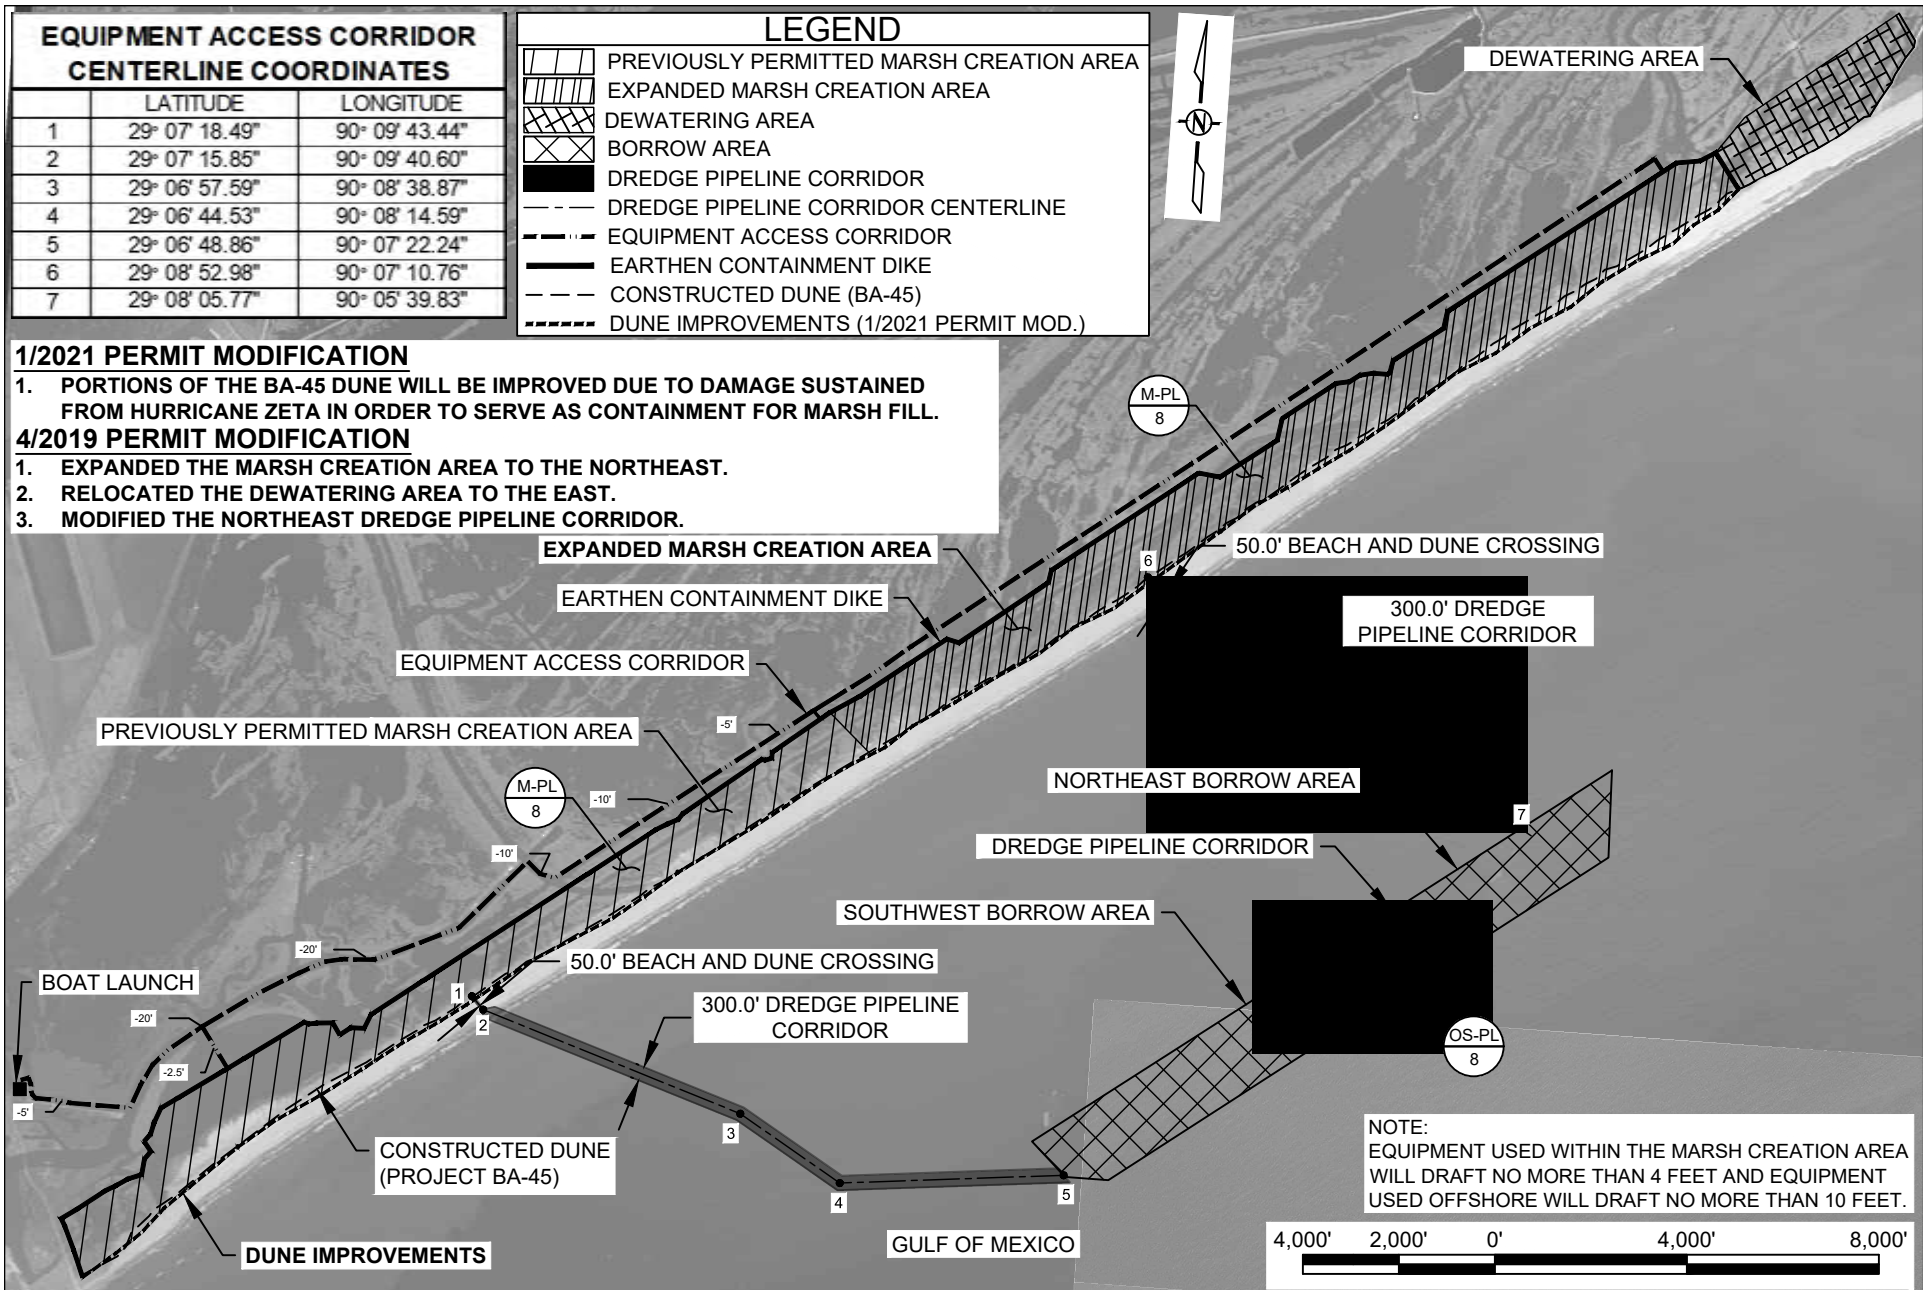 EQUIPMENT ACCESS CORRIDOR
CENTERLINE COORDINATES
LATITUDE LONGITUDE
1 29° 07' 18.49" 90° 09' 43.44"
2 29° 07' 15.85" 90° 09' 40.60"
3 29° 06' 57.59" 90° 08' 38.87"
4 29° 06' 44.53" 90° 08' 14.59"
5 29° 06' 48.86" 90° 07' 22.24"
6 29° 08' 52.98" 90° 07' 10.76"
7 29° 08' 05.77" 90° 05' 39.83"
LEGEND
PREVIOUSLY PERMITTED MARSH CREATION AREA
EXPANDED MARSH CREATION AREA
DEWATERING AREA
BORROW AREA
DREDGE PIPELINE CORRIDOR
DREDGE PIPELINE CORRIDOR CENTERLINE
EQUIPMENT ACCESS CORRIDOR
EARTHEN CONTAINMENT DIKE
CONSTRUCTED DUNE (BA-45)
DUNE IMPROVEMENTS (1/2021 PERMIT MOD.)
N
DEWATERING AREA
1/2021 PERMIT MODIFICATION
1. PORTIONS OF THE BA-45 DUNE WILL BE IMPROVED DUE TO DAMAGE SUSTAINED
FROM HURRICANE ZETA IN ORDER TO SERVE AS CONTAINMENT FOR MARSH FILL.
4/2019 PERMIT MODIFICATION
1. EXPANDED THE MARSH CREATION AREA TO THE NORTHEAST.
2. RELOCATED THE DEWATERING AREA TO THE EAST.
3. MODIFIED THE NORTHEAST DREDGE PIPELINE CORRIDOR.
M-PL
8
EXPANDED MARSH CREATION AREA
50.0' BEACH AND DUNE CROSSING
6
EARTHEN CONTAINMENT DIKE
300.0' DREDGE
PIPELINE CORRIDOR
EQUIPMENT ACCESS CORRIDOR
-5'
PREVIOUSLY PERMITTED MARSH CREATION AREA
NORTHEAST BORROW AREA
M-PL
8
-10'
7
-10'
DREDGE PIPELINE CORRIDOR
SOUTHWEST BORROW AREA
-20'
50.0' BEACH AND DUNE CROSSING
BOAT LAUNCH
1
2
300.0' DREDGE PIPELINE
CORRIDOR
-20'
OS-PL
8
-2.5'
-5'
3
CONSTRUCTED DUNE
(PROJECT BA-45)
4
5
NOTE:
EQUIPMENT USED WITHIN THE MARSH CREATION AREA
WILL DRAFT NO MORE THAN 4 FEET AND EQUIPMENT
USED OFFSHORE WILL DRAFT NO MORE THAN 10 FEET.
DUNE IMPROVEMENTS
GULF OF MEXICO
4,000' 2,000' 0' 4,000' 8,000'